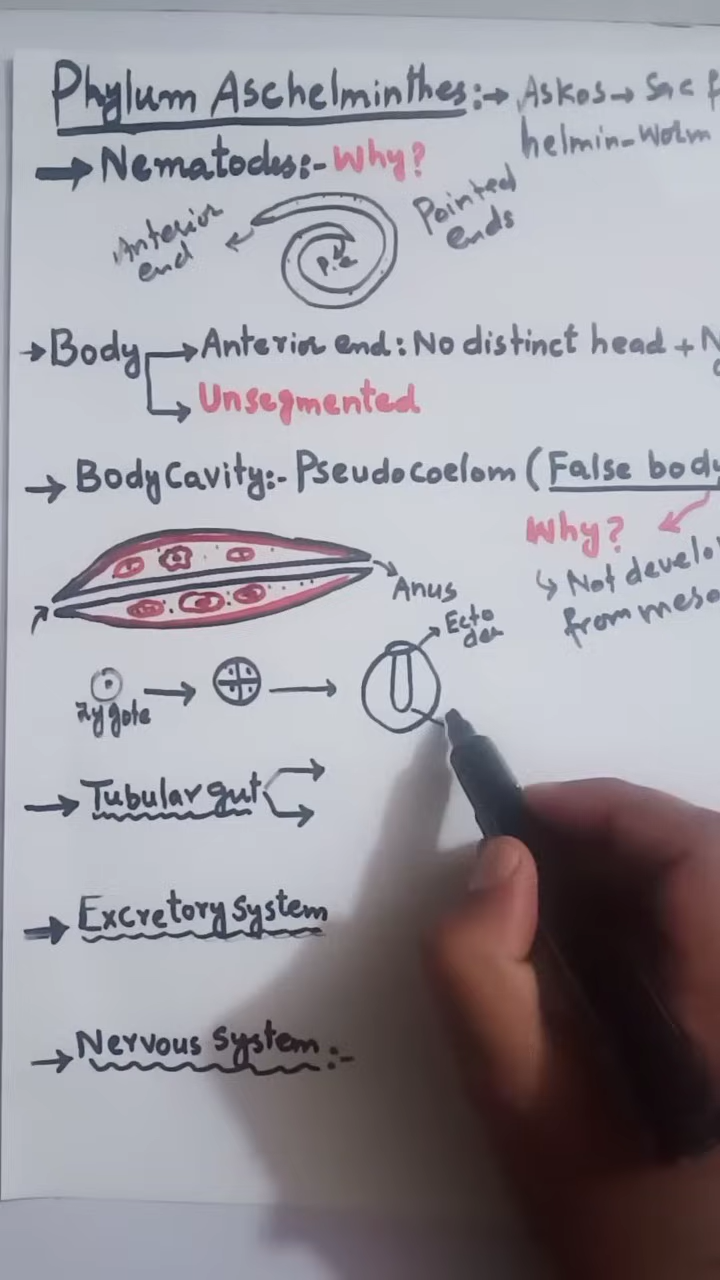 Phylum Aschelminthes:→ Askos→ Sac
helmin-Worm
→ Nematodes:- Why?
Anterior
end
Pointed
ends
P.e
→Body →Anterior end: No distinct head + N
→ Unsegmented
→ Body Cavity:- Pseudocoelom (False body
Why?
↳ Not develo
from meso
Anus
Ecto
der
zygote
→ Tubular gut
→ Excretory System
→ Nervous System:-